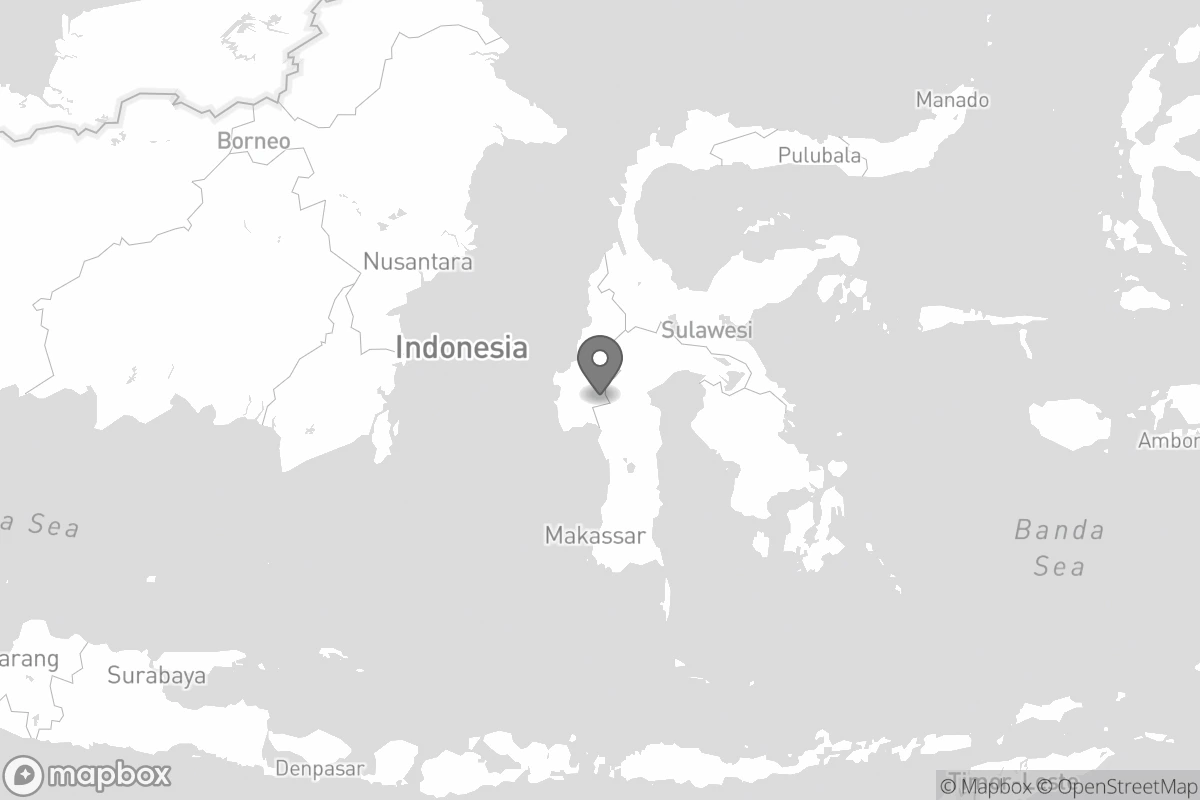 Manado
Borneo
Pulubala
Nusantara
Sulawesi
Indonesia
Ambon
a Sea
Banda
Sea
Makassar
arang
Surabaya
Denpasar
Timor-Leste
mapbox
© Mapbox © OpenStreetMap